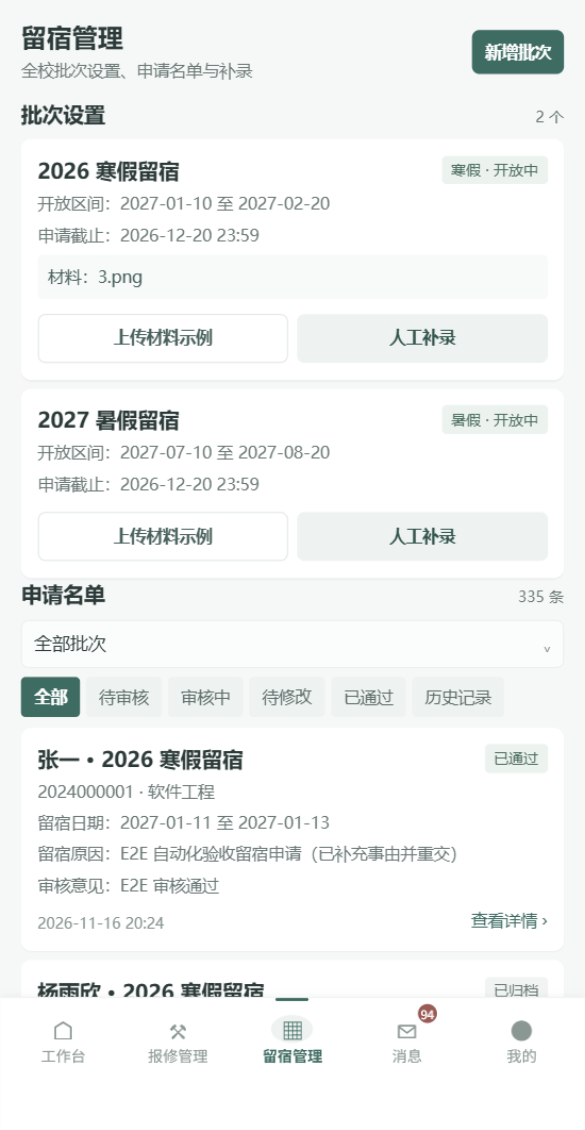 留宿管理
新增批次
全校批次设置、申请名单与补录
批次设置
2 个
2026 寒假留宿
寒假 · 开放中
开放区间：2027-01-10 至 2027-02-20
申请截止：2026-12-20 23:59
材料：3.png
上传材料示例
人工补录
2027 暑假留宿
暑假 · 开放中
开放区间：2027-07-10 至 2027-08-20
申请截止：2026-12-20 23:59
上传材料示例
人工补录
申请名单
335 条
全部批次
全部
待审核
审核中
待修改
已通过
历史记录
张一 • 2026 寒假留宿
已通过
2024000001 · 软件工程
留宿日期：2027-01-11 至 2027-01-13
留宿原因：E2E 自动化验收留宿申请（已补充事由并重交）
审核意见：E2E 审核通过
2026-11-16 20:24
查看详情 ›
杨雨欣 • 2026 寒假留宿
已归档
94
工作台
报修管理
留宿管理
消息
我的